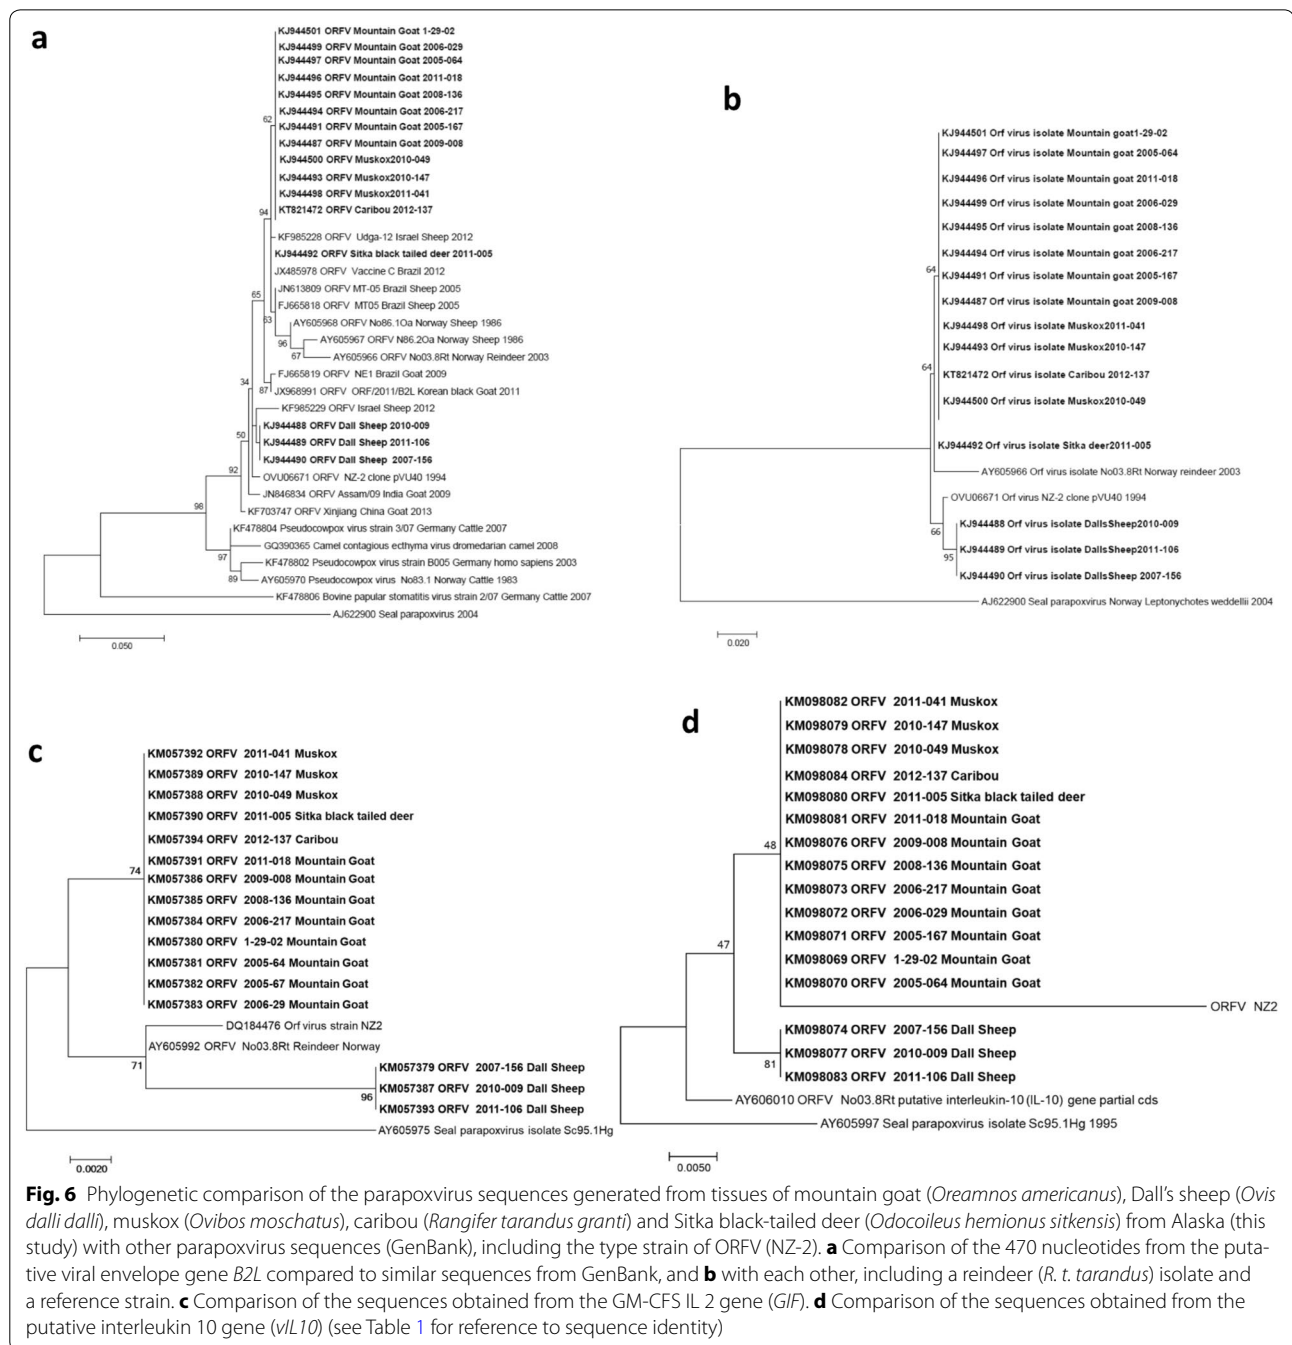 a
KJ944501 ORFV Mountain Goat 1-29-02
KJ944499 ORFV Mountain Goat 2006-029
KJ944497 ORFV Mountain Goat 2005-064
KJ944496 ORFV Mountain Goat 2011-018
KJ944495 ORFV Mountain Goat 2008-136
KJ944494 ORFV Mountain Goat 2006-217
62
KJ944491 ORFV Mountain Goat 2005-167
KJ944487 ORFV Mountain Goat 2009-008
KJ944500 ORFV Muskox2010-049
KJ944493 ORFV Muskox2010-147
KJ944498 ORFV Muskox2011-041
KT821472 ORFV Caribou 2012-137
94
KF985228 ORFV Udga-12 Israel Sheep 2012
KJ944492 ORFV Sitka black tailed deer 2011-005
JX485978 ORFV Vaccine C Brazil 2012
JN613809 ORFV MT-05 Brazil Sheep 2005
65
FJ665818 ORFV MT05 Brazil Sheep 2005
63
AY605968 ORFV No86.1Oa Norway Sheep 1986
96
AY605967 ORFV N86.2Oa Norway Sheep 1986
67
AY605966 ORFV No03.8Rt Norway Reindeer 2003
FJ665819 ORFV NE1 Brazil Goat 2009
34
87
JX968991 ORFV ORF/2011/B2L Korean black Goat 2011
KF985229 ORFV Israel Sheep 2012
KJ944488 ORFV Dall Sheep 2010-009
50
KJ944489 ORFV Dall Sheep 2011-106
KJ944490 ORFV Dall Sheep 2007-156
92
OVU06671 ORFV NZ-2 clone pVU40 1994
JN846834 ORFV Assam/09 India Goat 2009
98
KF703747 ORFV Xinjiang China Goat 2013
KF478804 Pseudocowpox virus strain 3/07 Germany Cattle 2007
97
GQ390365 Camel contagious ecthyma virus dromedarian camel 2008
KF478802 Pseudocowpox virus strain B005 Germany homo sapiens 2003
89
AY605970 Pseudocowpox virus No83.1 Norway Cattle 1983
KF478806 Bovine papular stomatitis virus strain 2/07 Germany Cattle 2007
AJ622900 Seal parapoxvirus 2004
0.050
b
KJ944501 Orf virus isolate Mountain goat1-29-02
KJ944497 Orf virus isolate Mountain goat 2005-064
KJ944496 Orf virus isolate Mountain goat 2011-018
KJ944499 Orf virus isolate Mountain goat 2006-029
KJ944495 Orf virus isolate Mountain goat 2008-136
KJ944494 Orf virus isolate Mountain goat 2006-217
64
KJ944491 Orf virus isolate Mountain goat 2005-167
KJ944487 Orf virus isolate Mountain goat 2009-008
KJ944498 Orf virus isolate Muskox2011-041
KJ944493 Orf virus isolate Muskox2010-147
64
KT821472 Orf virus isolate Caribou 2012-137
KJ944500 Orf virus isolate Muskox2010-049
KJ944492 Orf virus isolate Sitka deer2011-005
AY605966 Orf virus isolate No03.8Rt Norway reindeer 2003
OVU06671 Orf virus NZ-2 clone pVU40 1994
KJ944488 Orf virus isolate DallsSheep2010-009
66
KJ944489 Orf virus isolate DallsSheep2011-106
95
KJ944490 Orf virus isolate DallsSheep 2007-156
AJ622900 Seal parapoxvirus Norway Leptonychotes weddellii 2004
0.020
c
KM057392 ORFV 2011-041 Muskox
KM057389 ORFV 2010-147 Muskox
KM057388 ORFV 2010-049 Muskox
KM057390 ORFV 2011-005 Sitka black tailed deer
KM057394 ORFV 2012-137 Caribou
KM057391 ORFV 2011-018 Mountain Goat
74
KM057386 ORFV 2009-008 Mountain Goat
KM057385 ORFV 2008-136 Mountain Goat
KM057384 ORFV 2006-217 Mountain Goat
KM057380 ORFV 1-29-02 Mountain Goat
KM057381 ORFV 2005-64 Mountain Goat
KM057382 ORFV 2005-67 Mountain Goat
KM057383 ORFV 2006-29 Mountain Goat
DQ184476 Orf virus strain NZ2
AY605992 ORFV No03.8Rt Reindeer Norway
71
KM057379 ORFV 2007-156 Dall Sheep
KM057387 ORFV 2010-009 Dall Sheep
96
KM057393 ORFV 2011-106 Dall Sheep
AY605975 Seal parapoxvirus isolate Sc95.1Hg
0.0020
d
KM098082 ORFV 2011-041 Muskox
KM098079 ORFV 2010-147 Muskox
KM098078 ORFV 2010-049 Muskox
KM098084 ORFV 2012-137 Caribou
KM098080 ORFV 2011-005 Sitka black tailed deer
KM098081 ORFV 2011-018 Mountain Goat
48
KM098076 ORFV 2009-008 Mountain Goat
KM098075 ORFV 2008-136 Mountain Goat
KM098073 ORFV 2006-217 Mountain Goat
KM098072 ORFV 2006-029 Mountain Goat
KM098071 ORFV 2005-167 Mountain Goat
47
KM098069 ORFV 1-29-02 Mountain Goat
KM098070 ORFV 2005-064 Mountain Goat
ORFV NZ2
KM098074 ORFV 2007-156 Dall Sheep
KM098077 ORFV 2010-009 Dall Sheep
81
KM098083 ORFV 2011-106 Dall Sheep
AY606010 ORFV No03.8Rt putative interleukin-10 (IL-10) gene partial cds
AY605997 Seal parapoxvirus isolate Sc95.1Hg 1995
0.0050
Fig. 6 Phylogenetic comparison of the parapoxvirus sequences generated from tissues of mountain goat (Oreamnos americanus), Dall's sheep (Ovis
dalli dalli), muskox (Ovibos moschatus), caribou (Rangifer tarandus granti) and Sitka black-tailed deer (Odocoileus hemionus sitkensis) from Alaska (this
study) with other parapoxvirus sequences (GenBank), including the type strain of ORFV (NZ-2). a Comparison of the 470 nucleotides from the puta-
tive viral envelope gene B2L compared to similar sequences from GenBank, and b with each other, including a reindeer (R. t. tarandus) isolate and
a reference strain. c Comparison of the sequences obtained from the GM-CFS IL 2 gene (GIF). d Comparison of the sequences obtained from the
putative interleukin 10 gene (vIL10) (see Table 1 for reference to sequence identity)